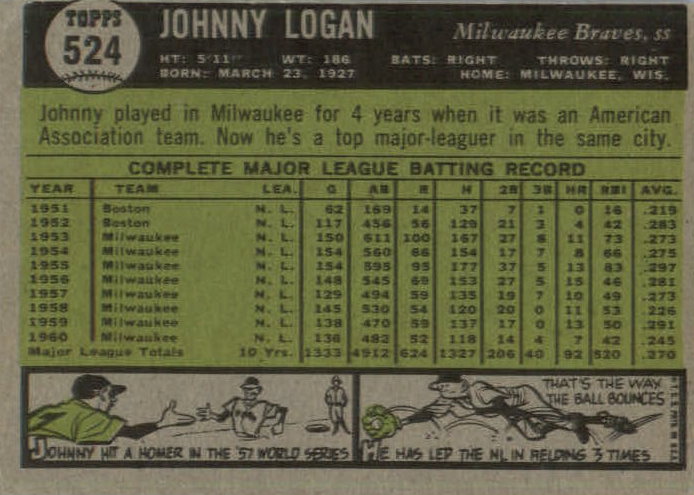 TOPPS
524
JOHNNY LOGAN
Milwaukee Braves, ss
HT: 5'11" WT: 186 BATS: RIGHT THROWS: RIGHT
BORN: MARCH 23, 1927 HOME: MILWAUKEE, WIS.
Johnny played in Milwaukee for 4 years when it was an American
Association team. Now he's a top major-leaguer in the same city.
COMPLETE MAJOR LEAGUE BATTING RECORD
YEAR TEAM LEA. G AB R H 2B 3B HR RBI AVG.
1951 Boston N. L. 62 169 14 37 7 1 0 16 .219
1952 Boston N. L. 117 456 56 129 21 3 4 42 .283
1953 Milwaukee N. L. 150 611 100 167 27 8 11 73 .273
1954 Milwaukee N. L. 154 560 66 154 17 7 8 66 .275
1955 Milwaukee N. L. 154 595 95 177 37 5 13 83 .297
1956 Milwaukee N. L. 148 545 69 153 27 5 15 46 .281
1957 Milwaukee N. L. 129 494 59 135 19 7 10 49 .273
1958 Milwaukee N. L. 145 530 54 120 20 0 11 53 .226
1959 Milwaukee N. L. 138 470 59 137 17 0 13 50 .291
1960 Milwaukee N. L. 136 482 52 118 14 4 7 42 .245
Major League Totals 10 Yrs. 1333 4912 624 1327 206 40 92 520 .270
THAT'S THE WAY
THE BALL BOUNCES
JOHNNY HIT A HOMER IN THE '57 WORLD SERIES
HE HAS LED THE NL IN FIELDING 3 TIMES